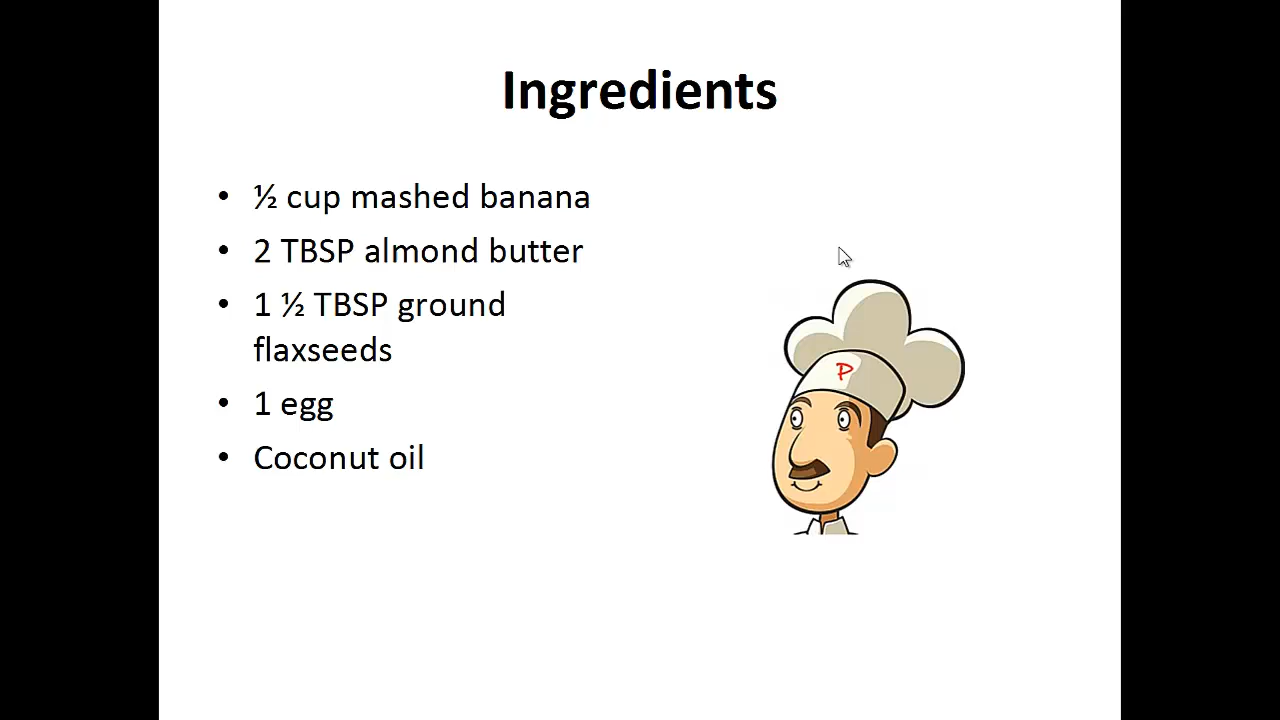 Ingredients
• ½ cup mashed banana
• 2 TBSP almond butter
• 1 ½ TBSP ground
flaxseeds
• 1 egg
• Coconut oil
P